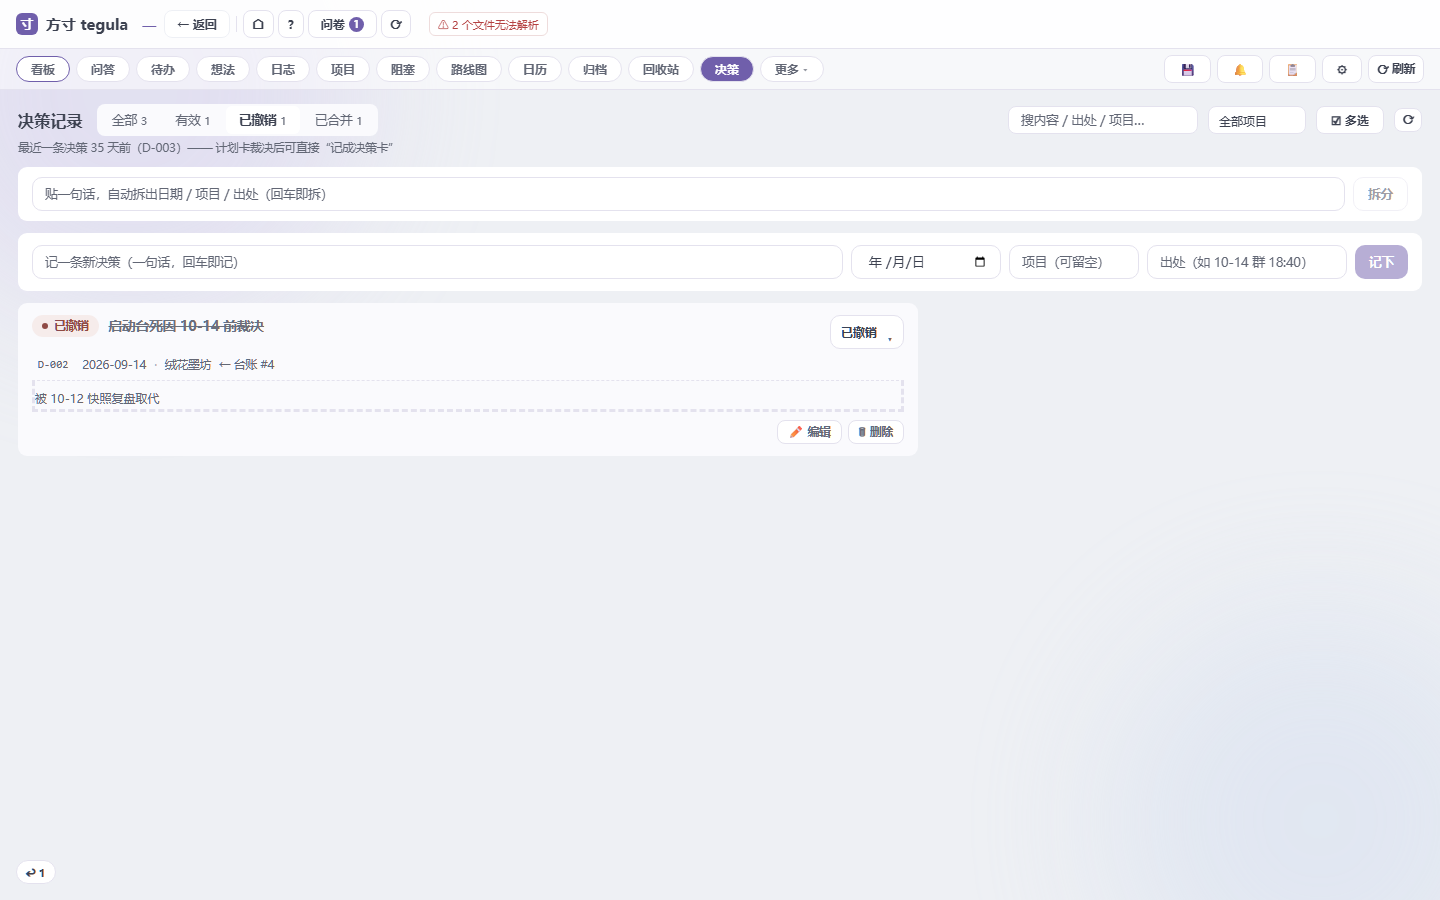 寸 方寸 tegula — ← 返回 ? 问卷 1 ⟳ ⚠ 2 个文件无法解析
看板 问答 待办 想法 日志 项目 阻塞 路线图 日历 归档 回收站 决策 更多 ⟳ 刷新
决策记录 全部 3 有效 1 已撤销 1 已合并 1 搜内容 / 出处 / 项目... 全部项目 ☑ 多选 ⟳
最近一条决策 35 天前（D-003）—— 计划卡裁决后可直接“记成决策卡”
贴一句话，自动拆出日期 / 项目 / 出处（回车即拆） 拆分
记一条新决策（一句话，回车即记） 年 /月/日 项目（可留空） 出处（如 10-14 群 18:40） 记下
● 已撤销 启动台死因 10-14 前裁决 已撤销
D-002 2026-09-14 · 绒花墨坊 ← 台账 #4
被 10-12 快照复盘取代
编辑 删除
↩ 1